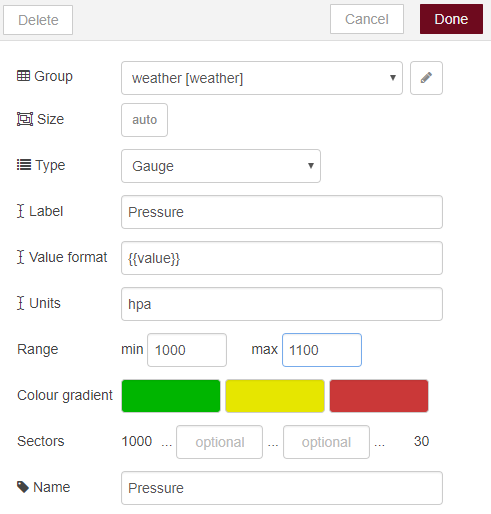 Delete Cancel Done
Group weather [weather]
Size auto
Type Gauge
Label Pressure
Value format {{value}}
Units hpa
Range min 1000 max 1100
Colour gradient
Sectors 1000 ... optional ... optional ... 30
Name Pressure